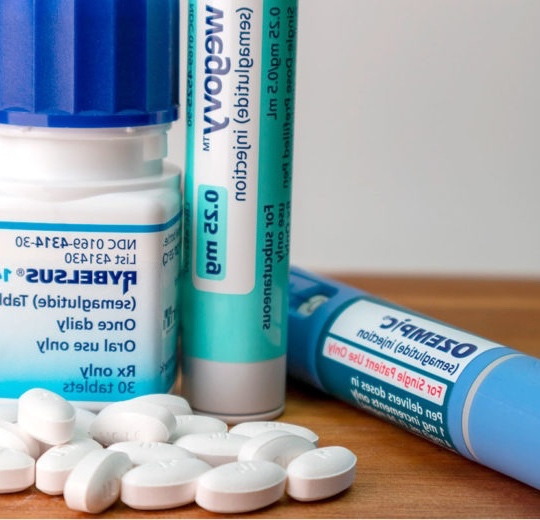 NDC 0169-4314-30
List 431430
RYBELSUS® 14
(semaglutide) Tabl
Once daily
Oral use only
Rx only
30 tablets
wegovy™
(semaglutide) injection
0.25 mg
0.25 mg/0.5 mL
Single-Dose Prefilled Pen
For subcutaneous
use only
OZEMPIC
(semaglutide) injection
For Single Patient Use Only
Pen delivers doses in
1 mg increments only